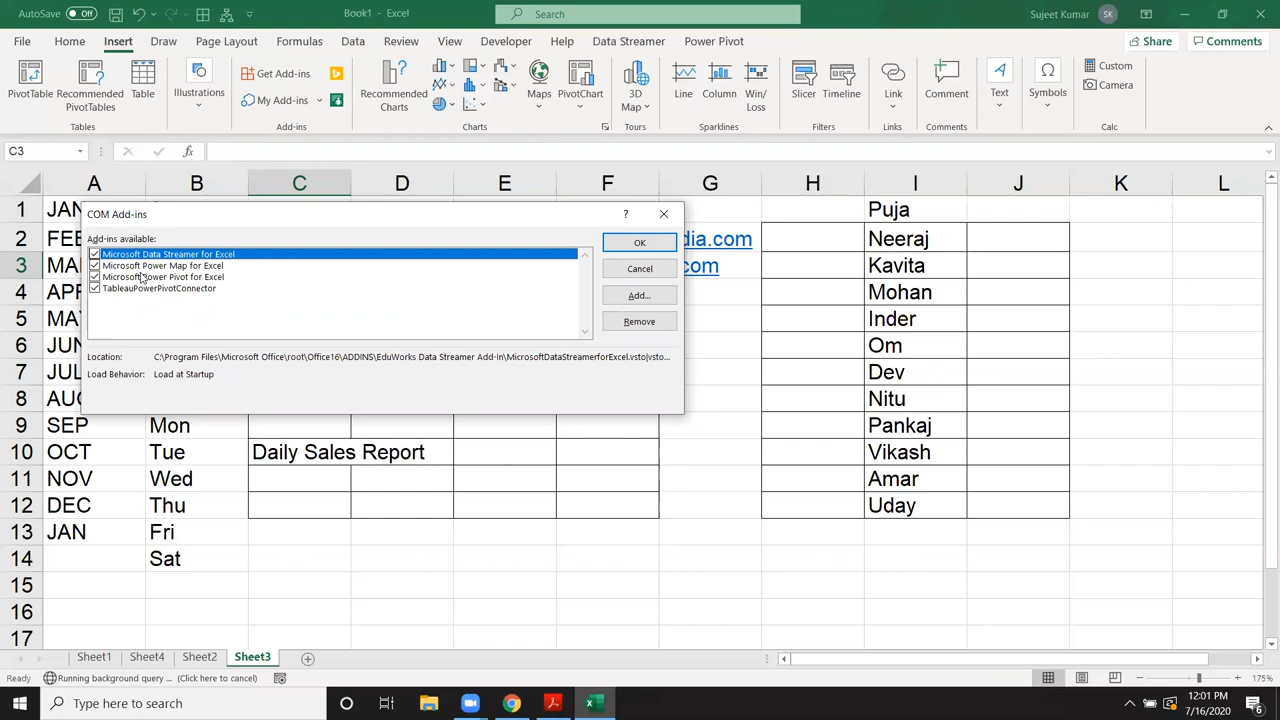 AutoSave Off Book1 - Excel Search Sujeet Kumar SK
File Home Insert Draw Page Layout Formulas Data Review View Developer Help Data Streamer Power Pivot Share Comments
PivotTable Recommended PivotTables Table Illustrations Get Add-ins My Add-ins Recommended Charts Maps PivotChart 3D Map Line Column Win/Loss Slicer Timeline Link Comment Text Symbols Custom Camera
Tables Add-ins Charts Tours Sparklines Filters Links Comments Calc
C3 fx
A B C D E F G H I J K L
COM Add-ins ?
Add-ins available:
Microsoft Data Streamer for Excel
Microsoft Power Map for Excel
Microsoft Power Pivot for Excel
TableauPowerPivotConnector
OK
Cancel
Add...
Remove
Location: C:\Program Files\Microsoft Office\root\Office16\ADDINS\EduWorks Data Streamer Add-In\MicrosoftDataStreamerforExcel.vsto|vsto...
Load Behavior: Load at Startup
1 JAN Puja
2 FEB dia.com Neeraj
3 MA com Kavita
4 APR Mohan
5 MAY Inder
6 JUN Om
7 JUL Dev
8 AUG Nitu
9 SEP Mon Pankaj
10 OCT Tue Daily Sales Report Vikash
11 NOV Wed Amar
12 DEC Thu Uday
13 JAN Fri
14 Sat
15
16
17
Sheet1 Sheet4 Sheet2 Sheet3
Ready Running background query ... (Click here to cancel) 175%
Type here to search
12:01 PM
7/16/2020
6